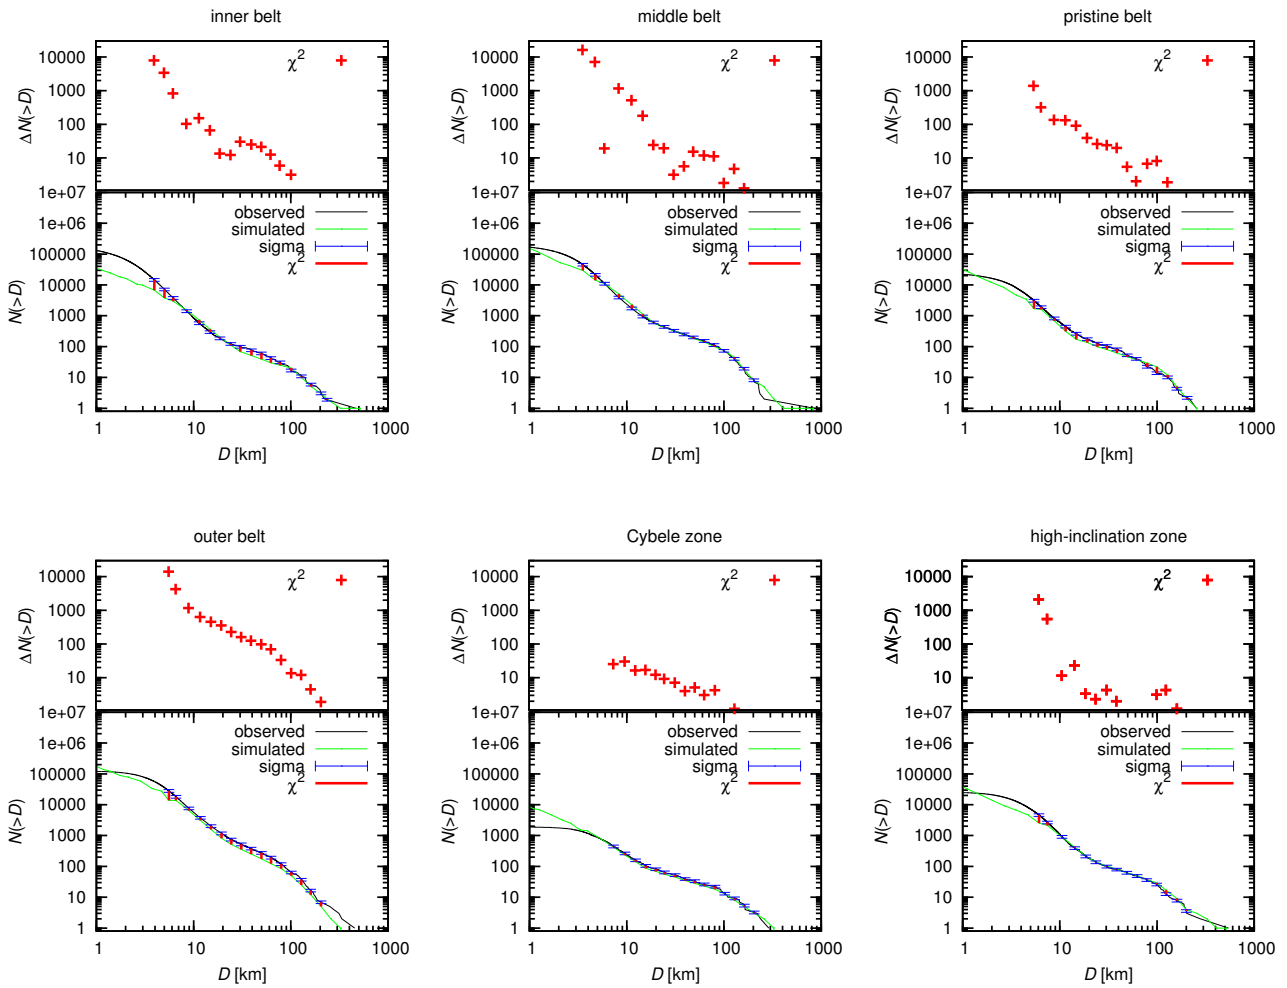 inner belt
ΔN(>D)
10000
1000
100
10
χ2
N(>D)
1e+07
1e+06
100000
10000
1000
100
10
1
observed
simulated
sigma
χ2
1 10 100 1000
D [km]
middle belt
ΔN(>D)
10000
1000
100
10
χ2
N(>D)
1e+07
1e+06
100000
10000
1000
100
10
1
observed
simulated
sigma
χ2
1 10 100 1000
D [km]
pristine belt
ΔN(>D)
10000
1000
100
10
χ2
N(>D)
1e+07
1e+06
100000
10000
1000
100
10
1
observed
simulated
sigma
χ2
1 10 100 1000
D [km]
outer belt
ΔN(>D)
10000
1000
100
10
χ2
N(>D)
1e+07
1e+06
100000
10000
1000
100
10
1
observed
simulated
sigma
χ2
1 10 100 1000
D [km]
Cybele zone
ΔN(>D)
10000
1000
100
10
χ2
N(>D)
1e+07
1e+06
100000
10000
1000
100
10
1
observed
simulated
sigma
χ2
1 10 100 1000
D [km]
high-inclination zone
ΔN(>D)
10000
1000
100
10
χ2
N(>D)
1e+07
1e+06
100000
10000
1000
100
10
1
observed
simulated
sigma
χ2
1 10 100 1000
D [km]